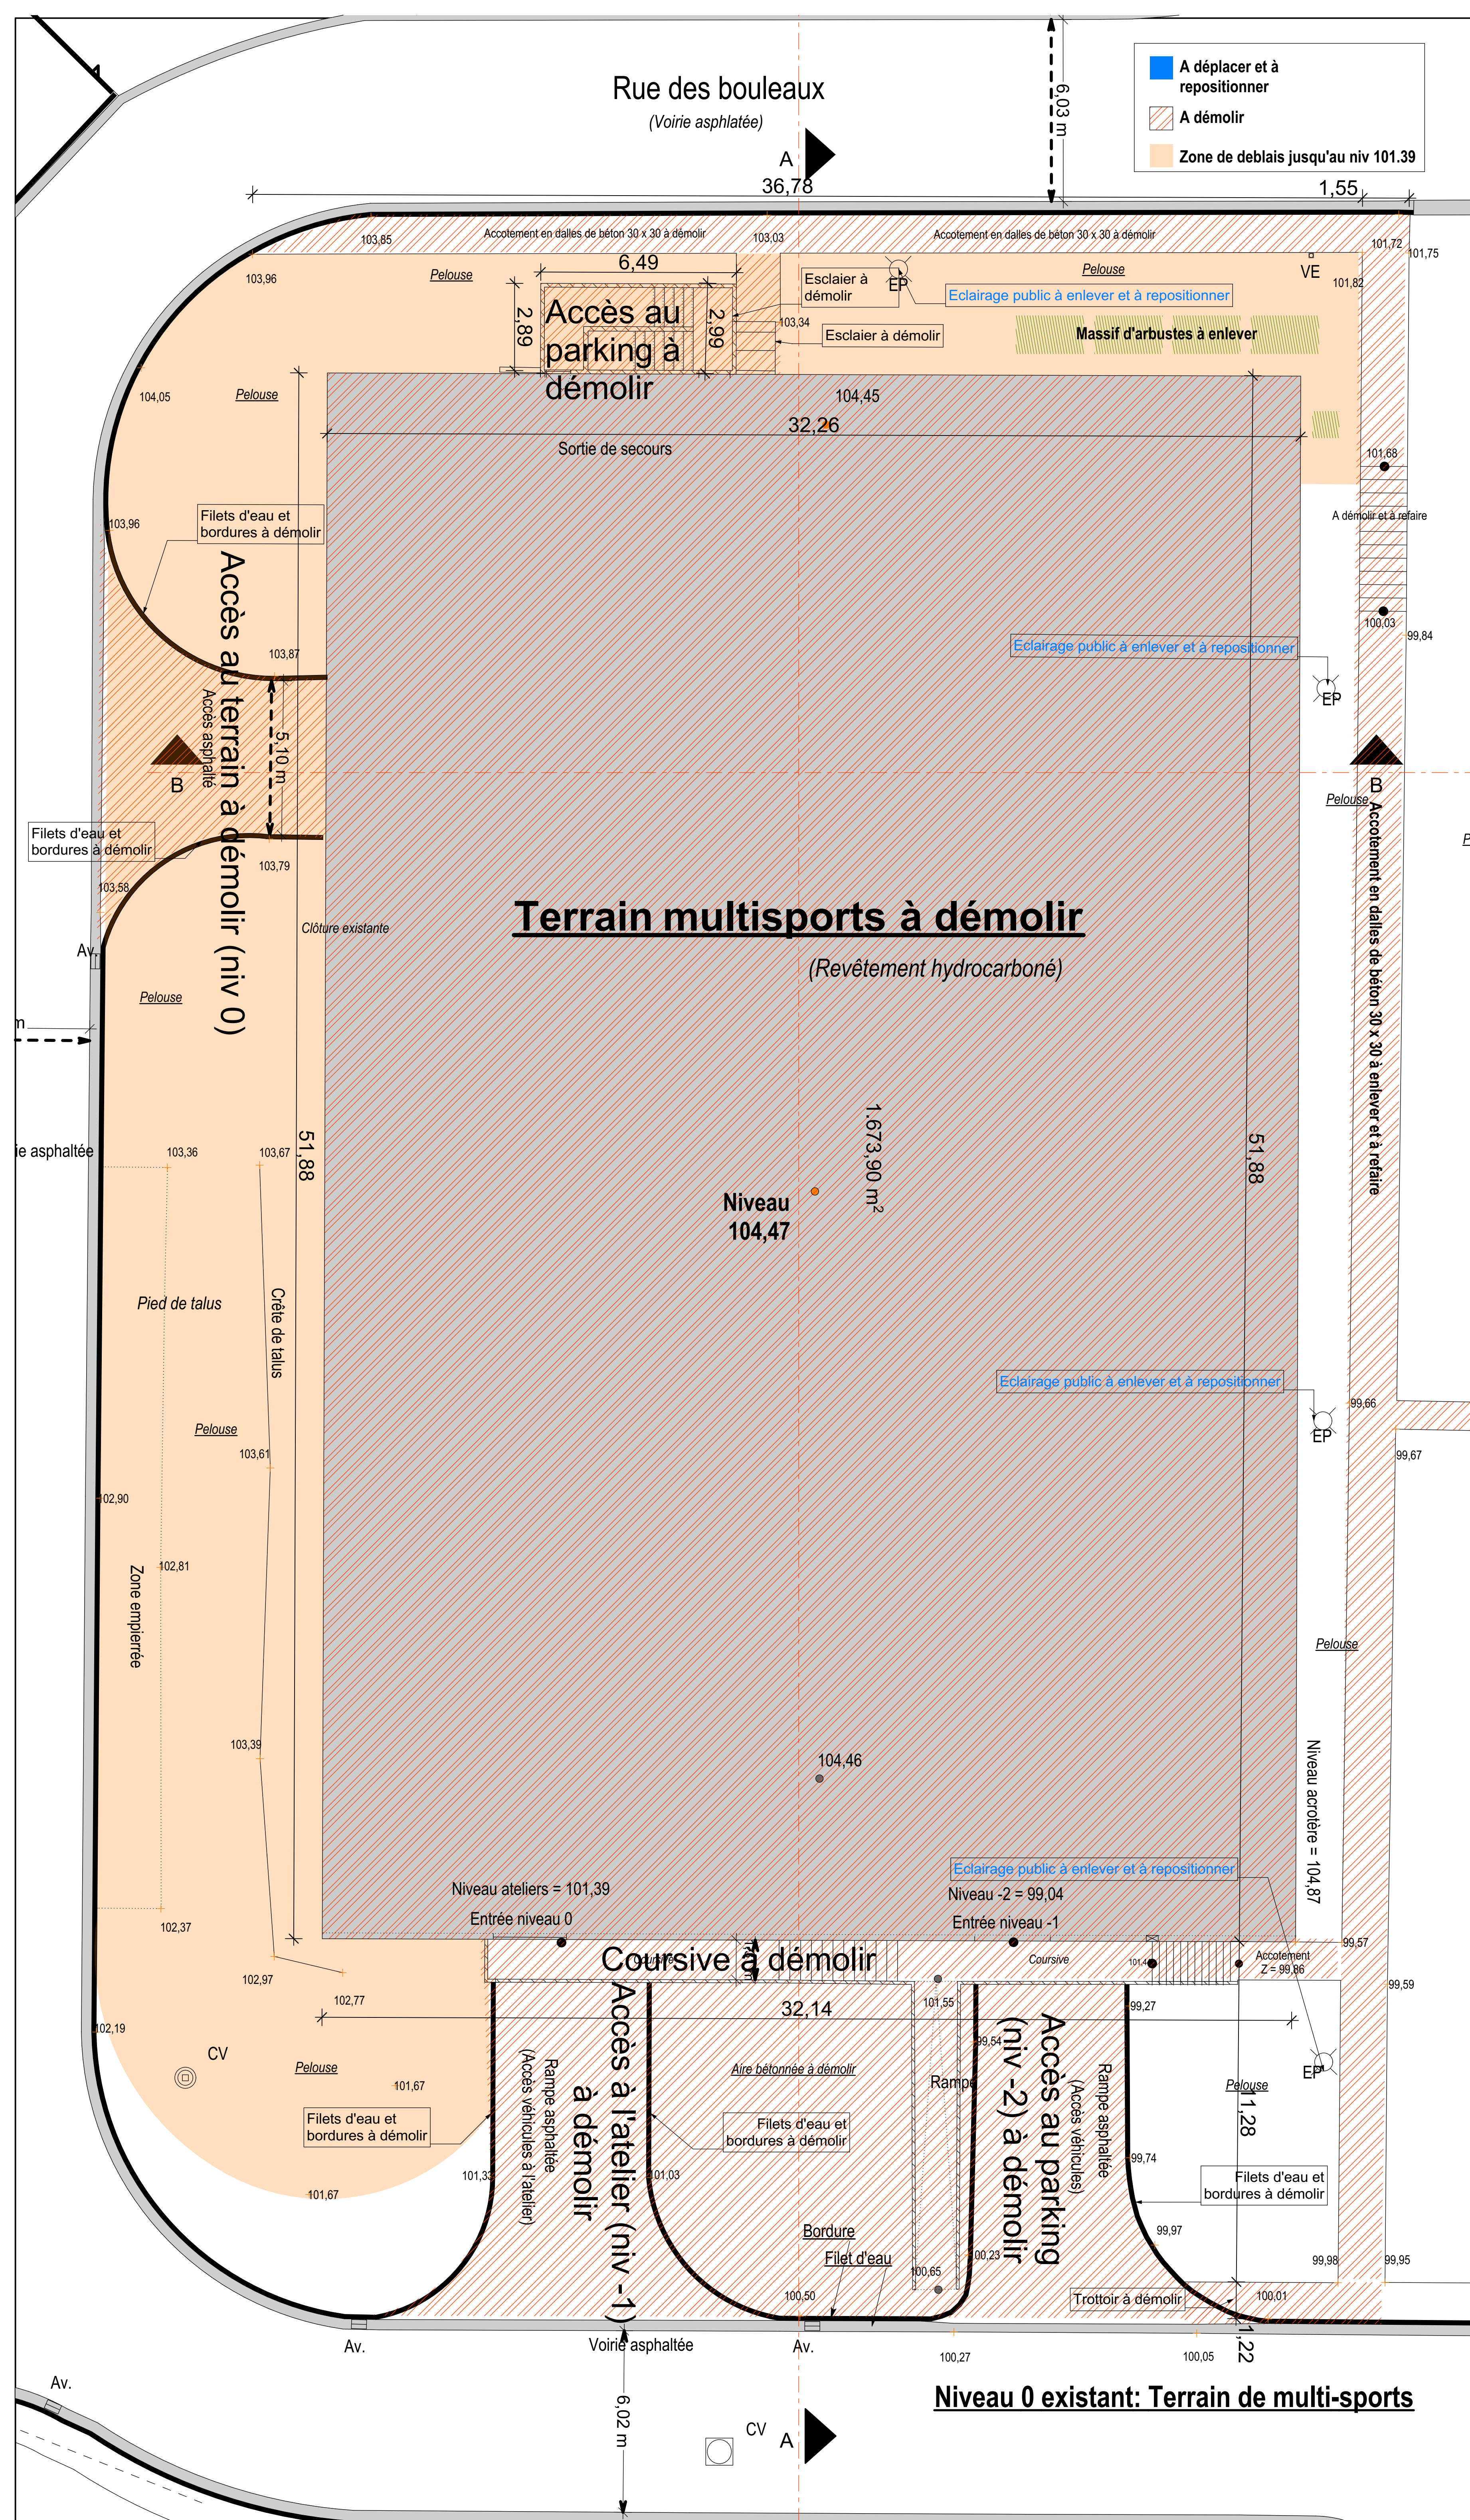 Rue des bouleaux
(Voirie asphlatée)
A
6,03 m
A déplacer et à
repositionner
A démolir
Zone de deblais jusqu'au niv 101.39
36,78
1,55
103,85
Accotement en dalles de béton 30 x 30 à démolir
103,03
Accotement en dalles de béton 30 x 30 à démolir
101,72
101,75
103,96
Pelouse
6,49
Esclaier à
démolir
EP
Eclairage public à enlever et à repositionner
Pelouse
VE
101,82
2,89
Accès au
parking à
démolir
2,99
103,34
Esclaier à démolir
Massif d'arbustes à enlever
104,05
Pelouse
104,45
32,26
Sortie de secours
101,68
103,96
Filets d'eau et
bordures à démolir
A démolir et à refaire
100,03
99,84
Accès au terrain à démolir (niv 0)
Accès asphalté
103,87
5,10 m
Eclairage public à enlever et à repositionner
EP
B
B
Pelouse
Accotement en dalles de béton 30 x 30 à enlever et à refaire
Filets d'eau et
bordures à démolir
103,79
103,58
Clôture existante
Av.
Terrain multisports à démolir
(Revêtement hydrocarboné)
Pelouse
m
ie asphaltée
103,36
103,67
51,88
51,88
1.673,90 m²
Niveau
104,47
Pied de talus
Crête de talus
Eclairage public à enlever et à repositionner
EP
99,66
99,67
Pelouse
103,61
102,90
102,81
Zone empierrée
Pelouse
103,39
104,46
Niveau acrotère = 104,87
Eclairage public à enlever et à repositionner
Niveau ateliers = 101,39
Niveau -2 = 99,04
Entrée niveau 0
Entrée niveau -1
102,37
102,97
102,77
Coursive à démolir
Coursive
Coursive
Accotement
Z = 99,86
99,57
99,59
102,19
CV
Pelouse
101,67
32,14
101,55
99,27
99,54
Aire bétonnée à démolir
Rampe
EP
Pelouse
11,28
Filets d'eau et
bordures à démolir
Rampe asphaltée
(Accès véhicules à l'atelier)
Accès à l'atelier (niv -1)
à démolir
Filets d'eau et
bordures à démolir
Accès au parking
(niv -2) à démolir
Rampe asphaltée
(Accès véhicules)
99,74
101,33
101,03
101,67
Filets d'eau et
bordures à démolir
Bordure
Filet d'eau
100,65
100,23
99,97
99,98
99,95
100,50
Trottoir à démolir
100,01
Av.
Voirie asphaltée
Av.
100,27
100,05
1,22
Av.
6,02 m
CV
A
Niveau 0 existant: Terrain de multi-sports